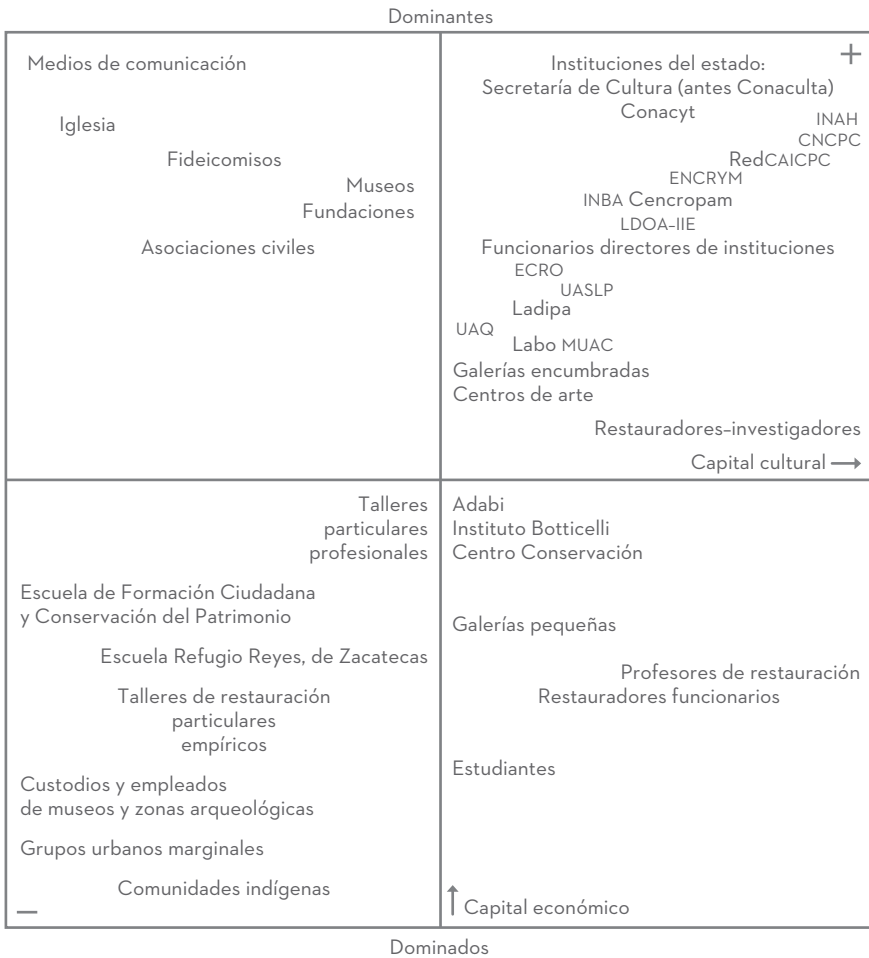 Dominantes
Medios de comunicación
Iglesia
Fideicomisos
Museos
Fundaciones
Asociaciones civiles
+
Instituciones del estado:
Secretaría de Cultura (antes Conaculta)
Conacyt
INAH
CNCPC
RedCAICPC
ENCRYM
INBA Cencropam
LDOA–IIE
Funcionarios directores de instituciones
ECRO
UASLP
Ladipa
UAQ
Labo MUAC
Galerías encumbradas
Centros de arte
Restauradores–investigadores
Capital cultural →
Talleres
particulares
profesionales
Escuela de Formación Ciudadana
y Conservación del Patrimonio
Escuela Refugio Reyes, de Zacatecas
Talleres de restauración
particulares
empíricos
Custodios y empleados
de museos y zonas arqueológicas
Grupos urbanos marginales
Comunidades indígenas
—
Adabi
Instituto Botticelli
Centro Conservación
Galerías pequeñas
Profesores de restauración
Restauradores funcionarios
Estudiantes
↑ Capital económico
Dominados